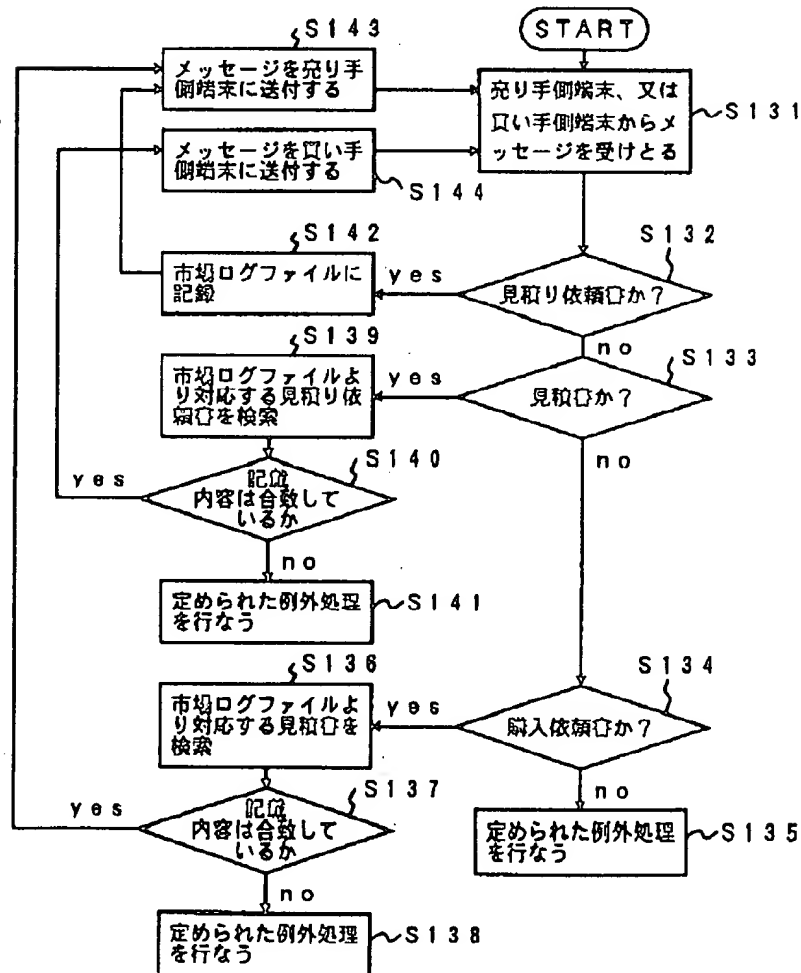 START
S131
売り手側端末、又は
買い手側端末からメ
ッセージを受けとる
S143
メッセージを売り手
側端末に送付する
メッセージを買い手
側端末に送付する
S144
S132
見積り依頼書か?
yes
no
S142
市場ログファイルに
記録
S133
見積書か?
yes
no
S139
市場ログファイルよ
り対応する見積り依
頼書を検索
S140
記載
内容は合致して
いるか
yes
no
定められた例外処理
を行なう
S141
S134
購入依頼書か?
yes
no
S136
市場ログファイルよ
り対応する見積書を
検索
S137
記載
内容は合致して
いるか
yes
no
定められた例外処理
を行なう
S135
定められた例外処理
を行なう
S138